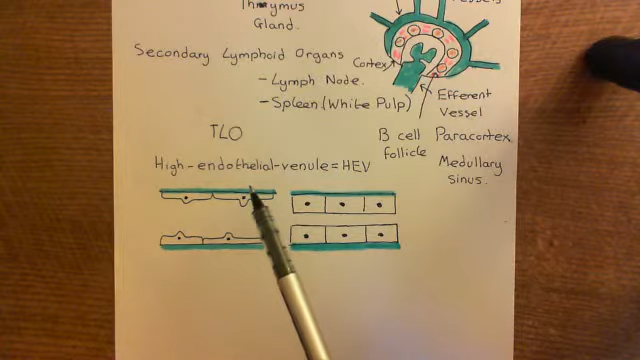 Thymus
Gland.
Vessels
Secondary Lymphoid Organs
- Lymph Node.
- Spleen (White Pulp)
Cortex
Efferent
Vessel
B cell
follicle
Paracortex
Medullary
Sinus.
TLO
High-endothelial-venule = HEV